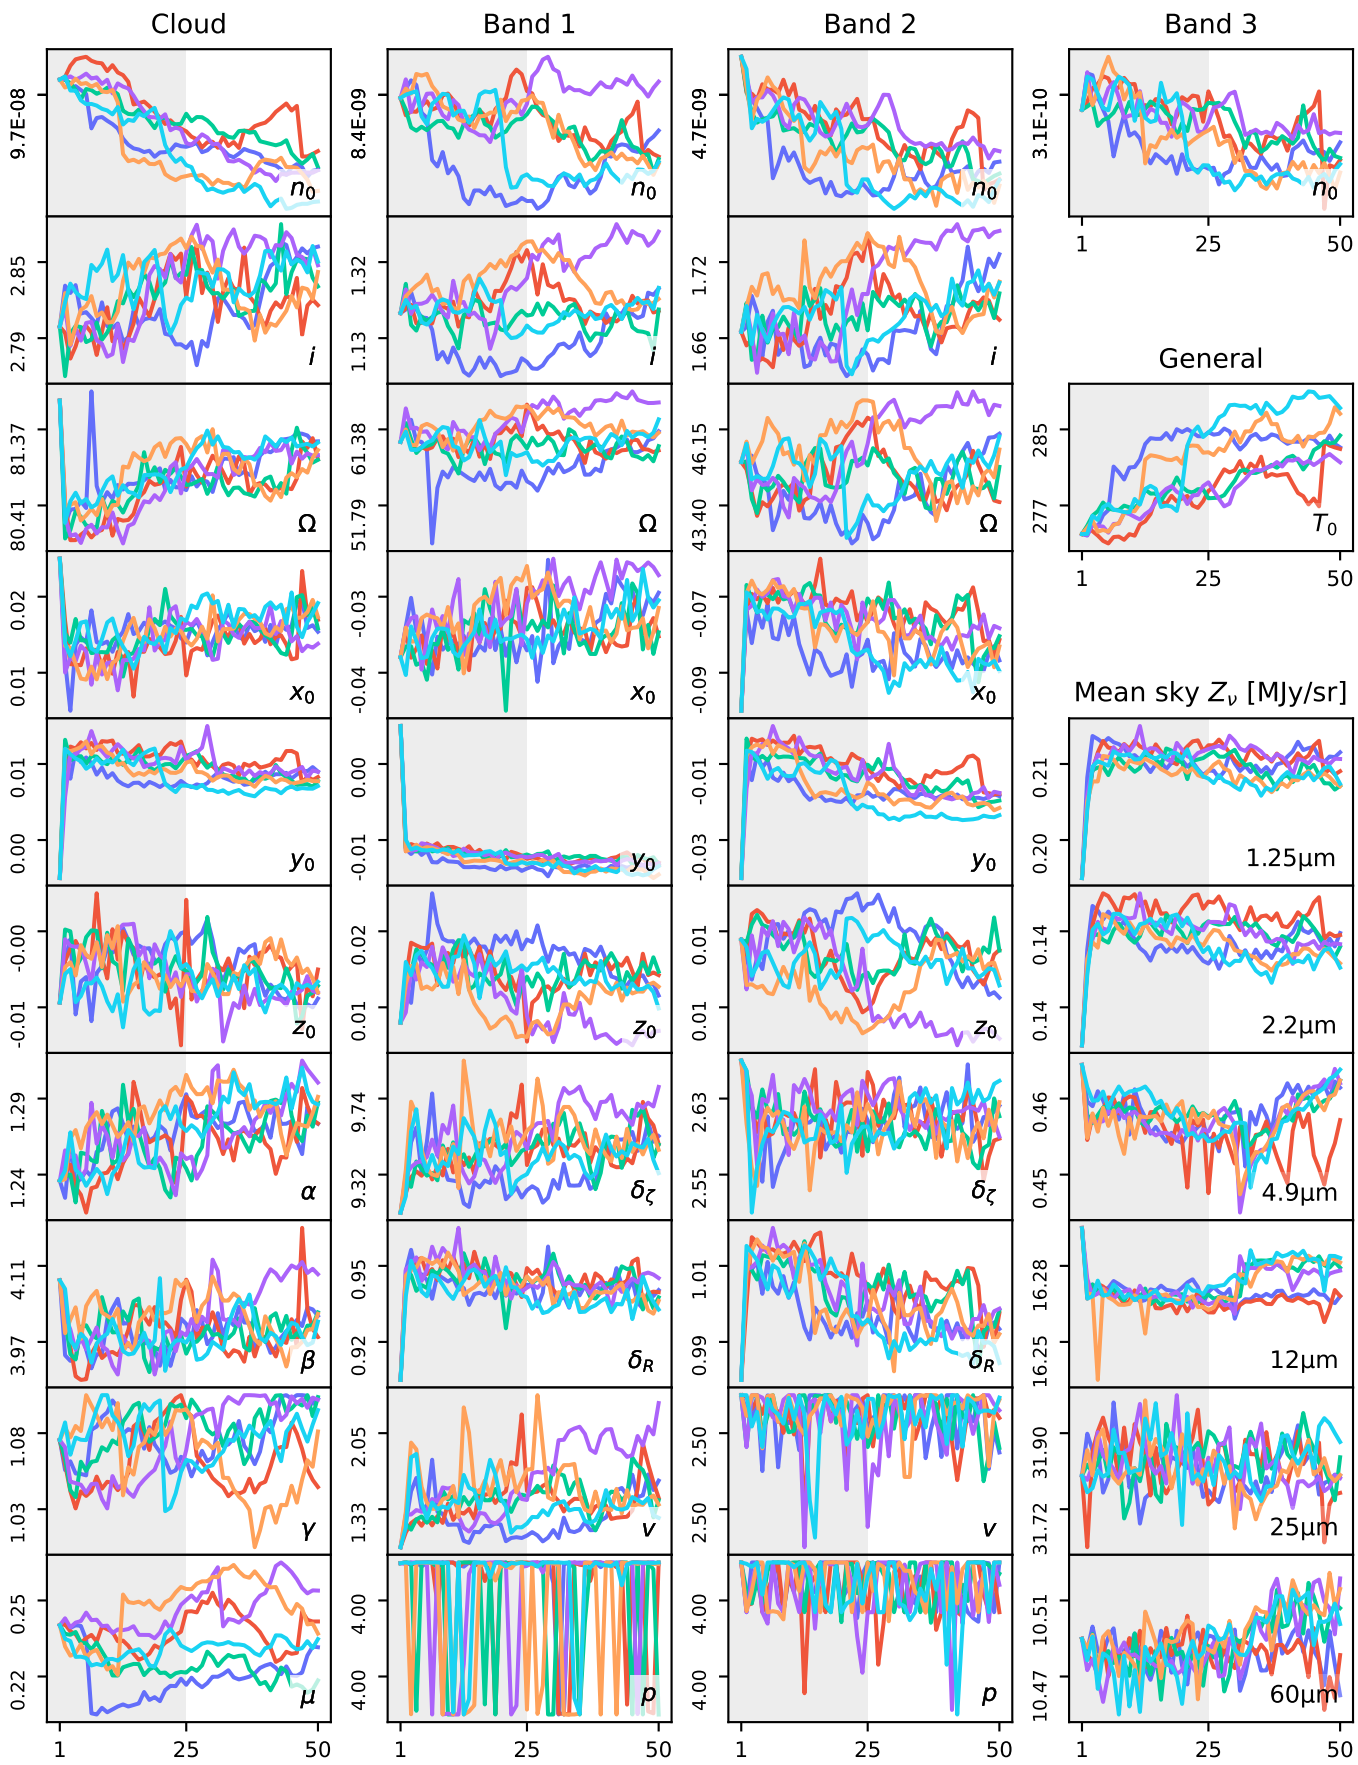 Cloud Band 1 Band 2 Band 3
9.7E-08 n0 8.4E-09 n0 4.7E-09 n0 3.1E-10 n0
1 25 50
2.85 2.79 i 1.32 1.13 i 1.72 1.66 i
General
81.37 80.41 Ω 61.38 51.79 Ω 46.15 43.40 Ω 285 277 T0
1 25 50
0.02 0.01 x0 -0.03 -0.04 x0 -0.07 -0.09 x0
Mean sky Zν [MJy/sr]
0.01 0.00 y0 0.00 -0.01 y0 -0.01 -0.03 y0 0.21 0.20 1.25μm
-0.00 -0.01 z0 0.02 0.01 z0 0.01 0.01 z0 0.14 0.14 2.2μm
1.29 1.24 α 9.74 9.32 δζ 2.63 2.55 δζ 0.46 0.45 4.9μm
4.11 3.97 β 0.95 0.92 δR 1.01 0.99 δR 16.28 16.25 12μm
1.08 1.03 γ 2.05 1.33 v 2.50 2.50 v 31.90 31.72 25μm
0.25 0.22 μ 4.00 4.00 p 4.00 4.00 p 10.51 10.47 60μm
1 25 50 1 25 50 1 25 50 1 25 50